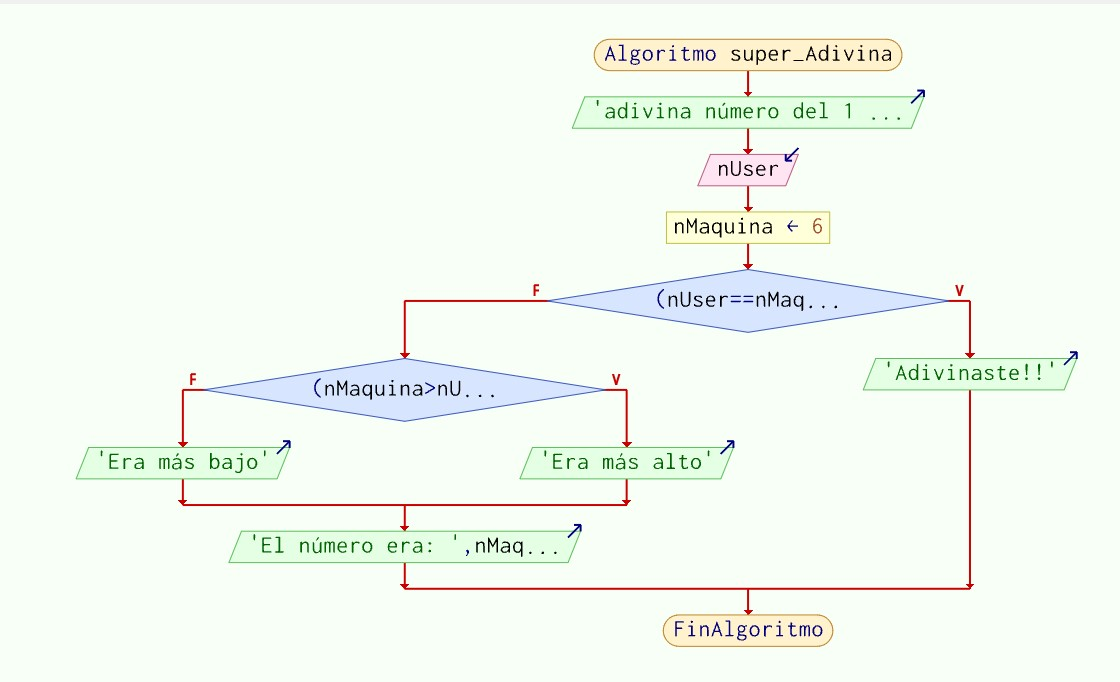 Algoritmo super_Adivina
'adivina número del 1 ...
nUser
nMaquina ← 6
F
(nUser==nMaq...
V
F
(nMaquina>nU...
V
'Adivinaste!!'
'Era más bajo'
'Era más alto'
'El número era: ',nMaq...
FinAlgoritmo